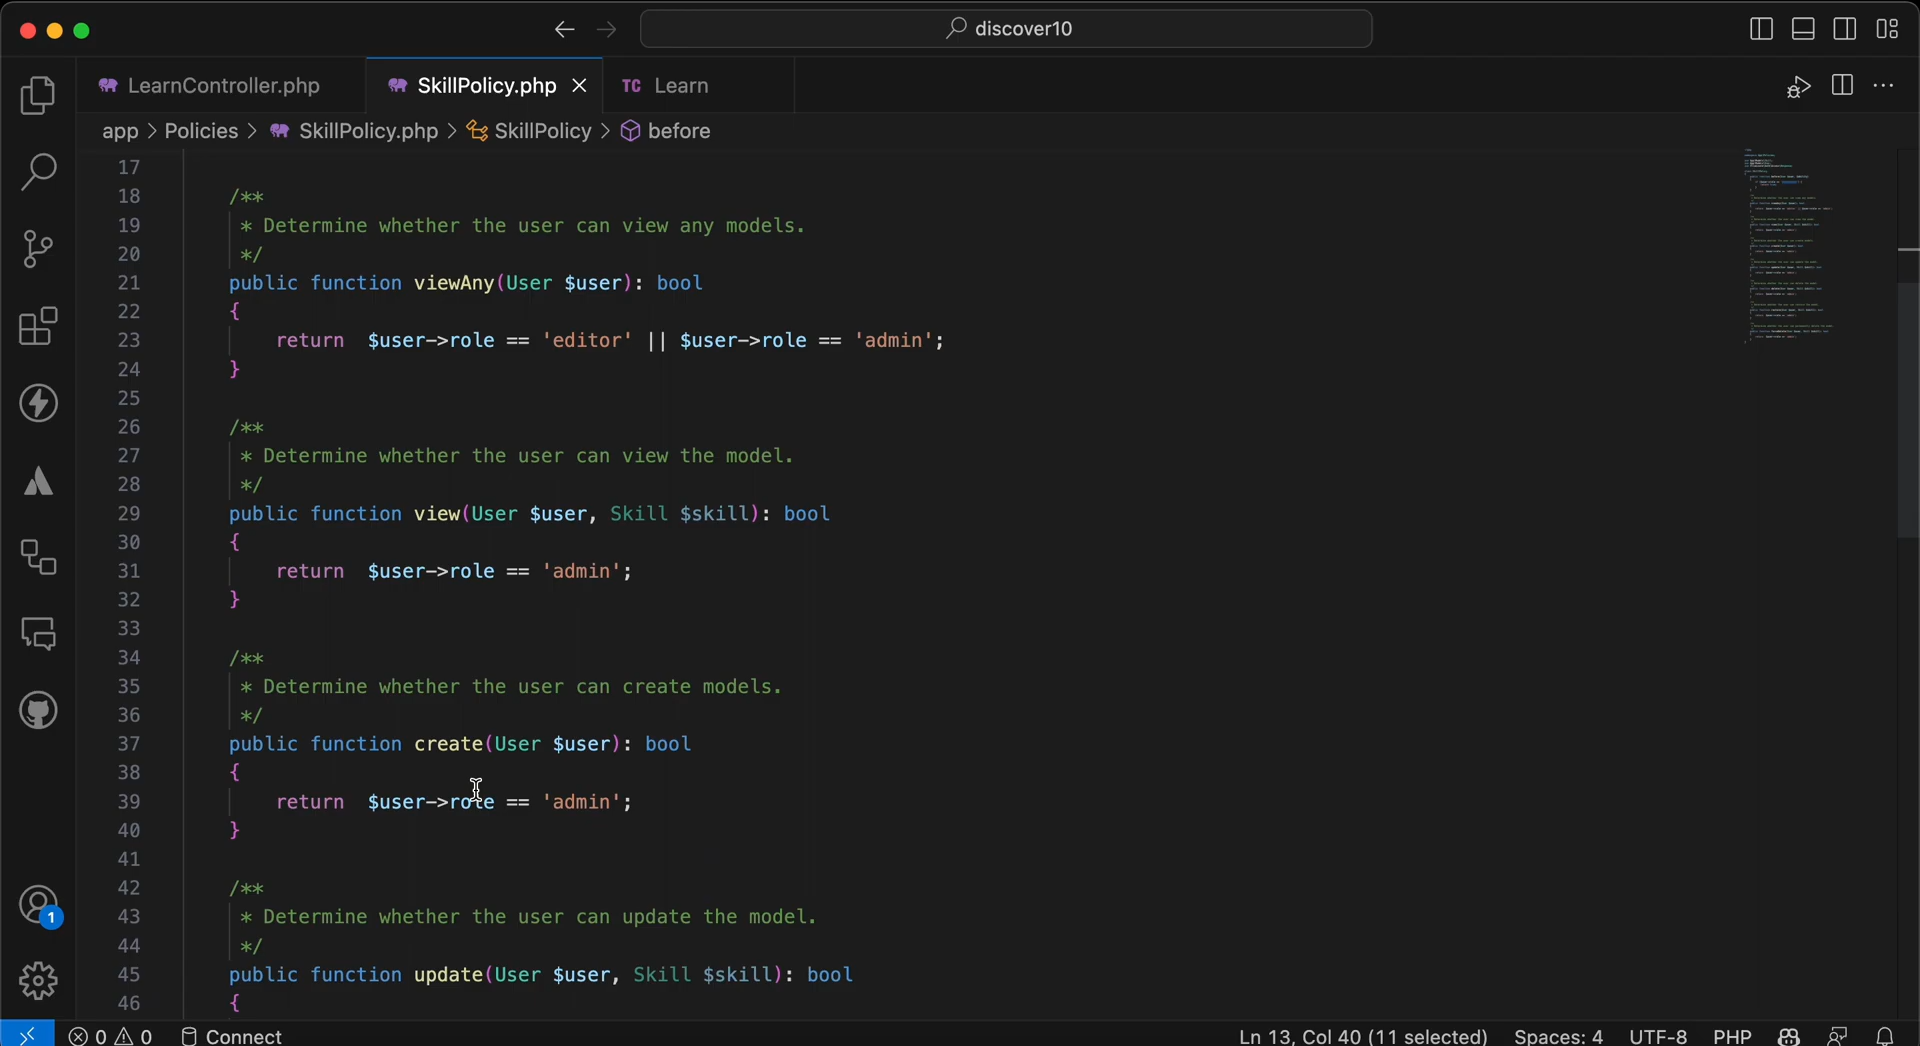 discover10
LearnController.php
SkillPolicy.php
TC Learn
app > Policies > SkillPolicy.php > SkillPolicy > before
17
18 /**
19 * Determine whether the user can view any models.
20 */
21 public function viewAny(User $user): bool
22 {
23 return $user->role == 'editor' || $user->role == 'admin';
24 }
25
26 /**
27 * Determine whether the user can view the model.
28 */
29 public function view(User $user, Skill $skill): bool
30 {
31 return $user->role == 'admin';
32 }
33
34 /**
35 * Determine whether the user can create models.
36 */
37 public function create(User $user): bool
38 {
39 return $user->role == 'admin';
40 }
41
42 /**
43 * Determine whether the user can update the model.
44 */
45 public function update(User $user, Skill $skill): bool
46 {
1
0 0 Connect
Ln 13, Col 40 (11 selected) Spaces: 4 UTF-8 PHP